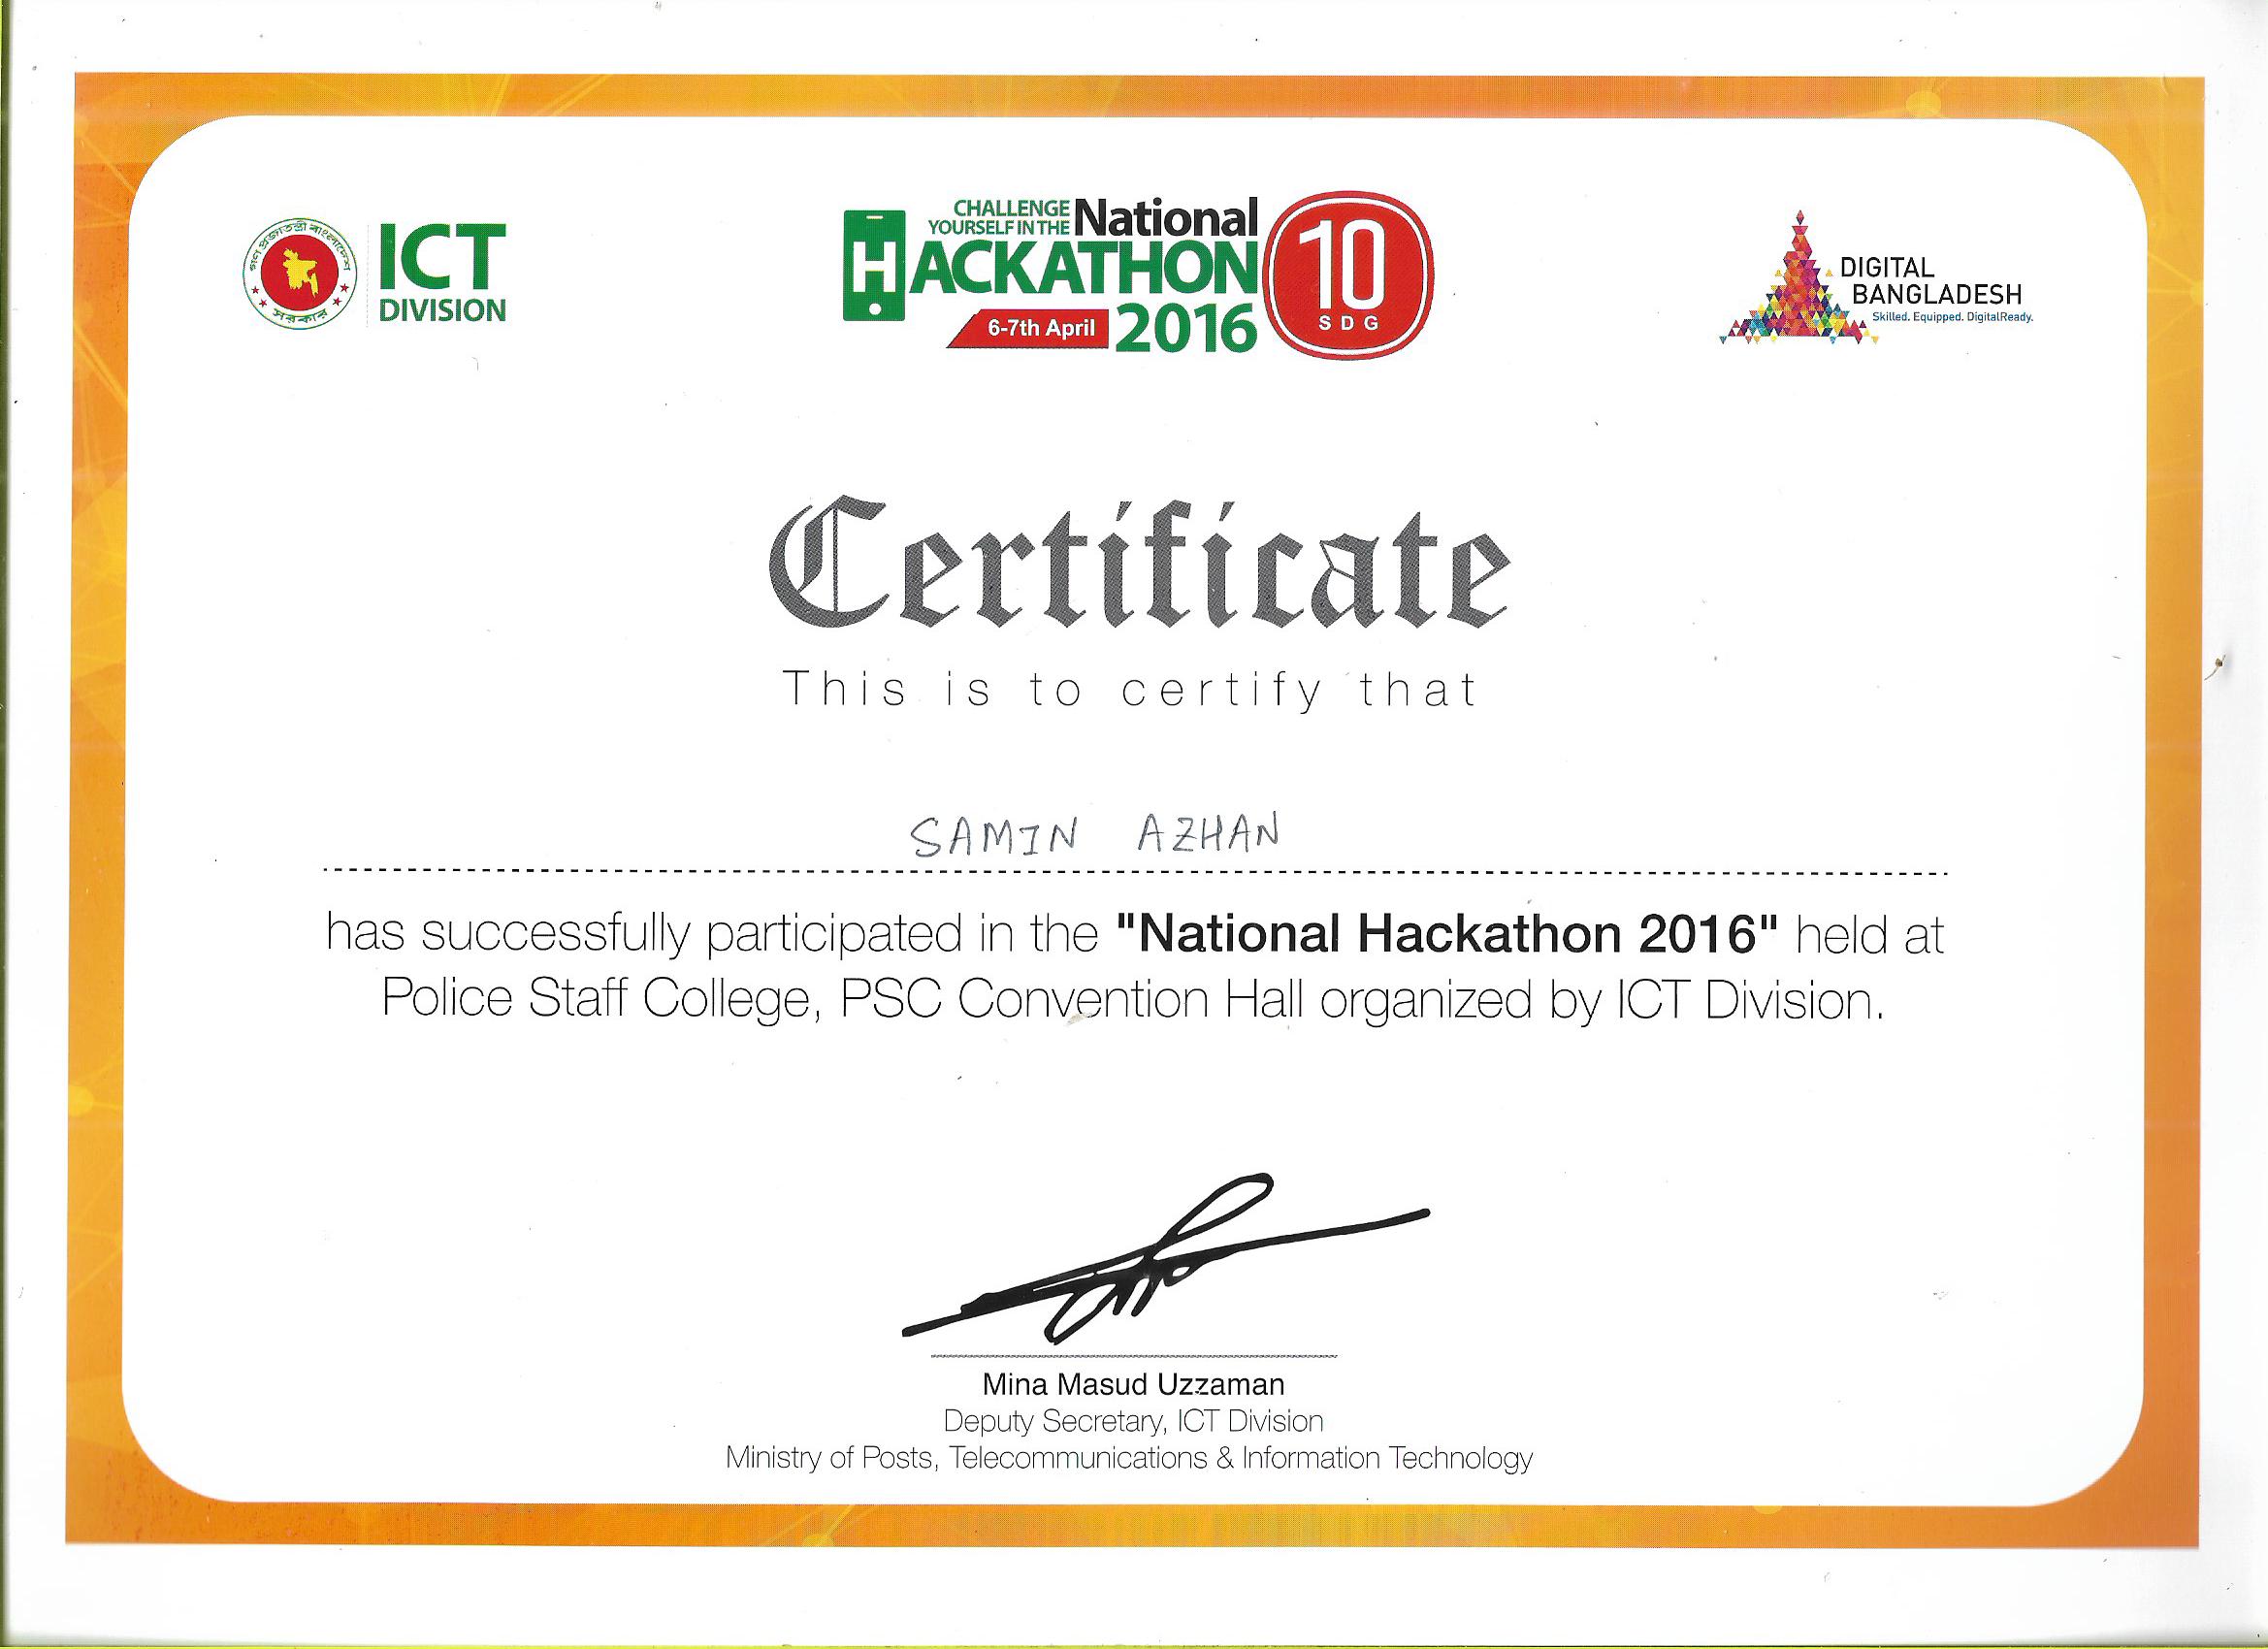 গণপ্রজাতন্ত্রী বাংলাদেশ
সরকার
ICT
DIVISION
CHALLENGE
YOURSELF IN THE
National
HACKATHON
6-7th April
2016
10
SDG
DIGITAL
BANGLADESH
Skilled. Equipped. DigitalReady.
Certificate
This is to certify that
SAMIN AZHAN
has successfully participated in the "National Hackathon 2016" held at
Police Staff College, PSC Convention Hall organized by ICT Division.
Mina Masud Uzzaman
Deputy Secretary, ICT Division
Ministry of Posts, Telecommunications & Information Technology